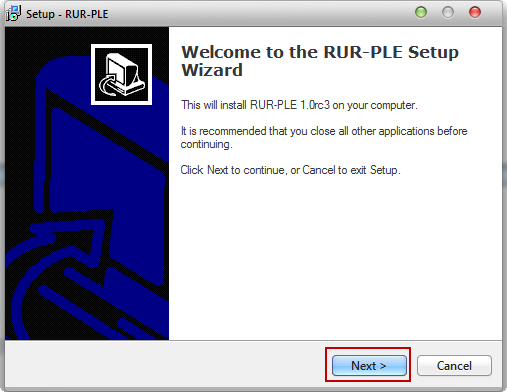 Setup - RUR-PLE
Welcome to the RUR-PLE Setup
Wizard
This will install RUR-PLE 1.0rc3 on your computer.
It is recommended that you close all other applications before
continuing.
Click Next to continue, or Cancel to exit Setup.
Next >
Cancel